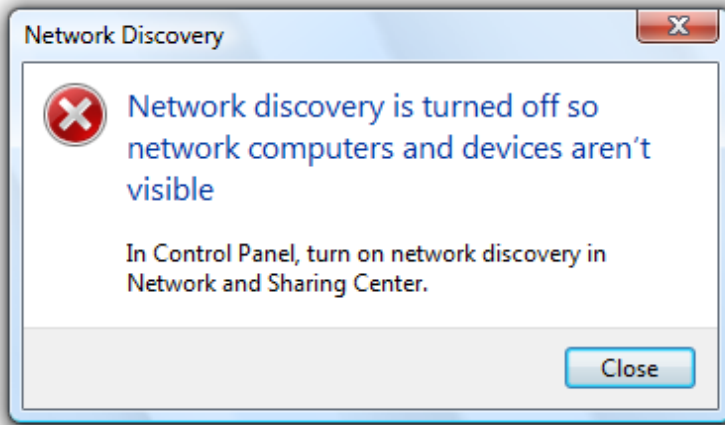 Network Discovery
Network discovery is turned off so
network computers and devices aren't
visible
In Control Panel, turn on network discovery in
Network and Sharing Center.
Close